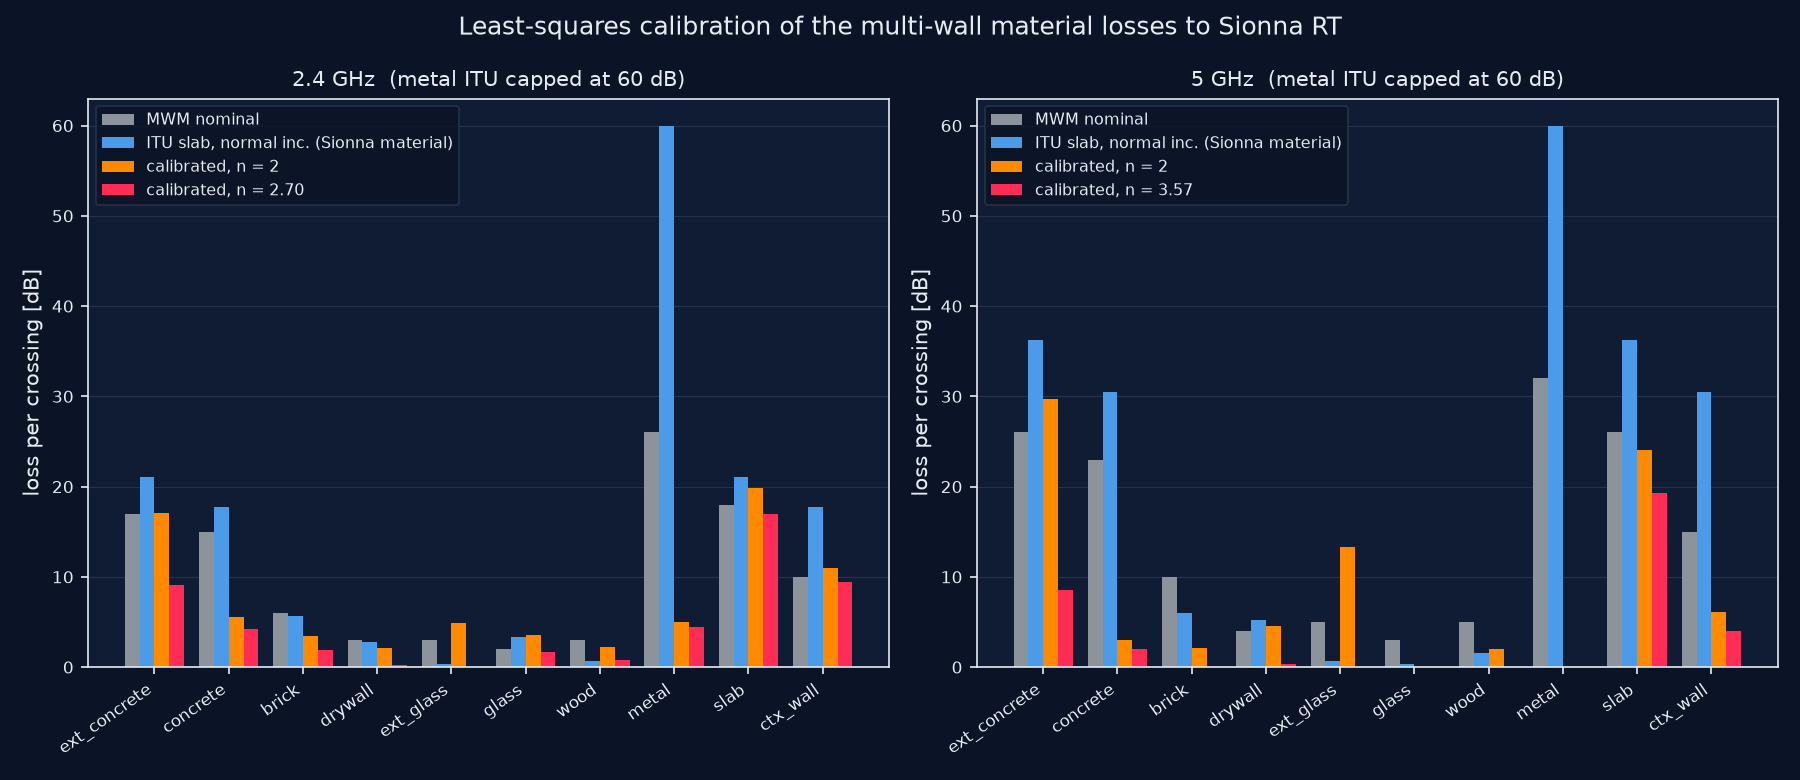 Least-squares calibration of the multi-wall material losses to Sionna RT
2.4 GHz  (metal ITU capped at 60 dB)
loss per crossing [dB]
60
50
40
30
20
10
0
MWM nominal
ITU slab, normal inc. (Sionna material)
calibrated, n = 2
calibrated, n = 2.70
ext_concrete
concrete
brick
drywall
ext_glass
glass
wood
metal
slab
ctx_wall
5 GHz  (metal ITU capped at 60 dB)
loss per crossing [dB]
60
50
40
30
20
10
0
MWM nominal
ITU slab, normal inc. (Sionna material)
calibrated, n = 2
calibrated, n = 3.57
ext_concrete
concrete
brick
drywall
ext_glass
glass
wood
metal
slab
ctx_wall